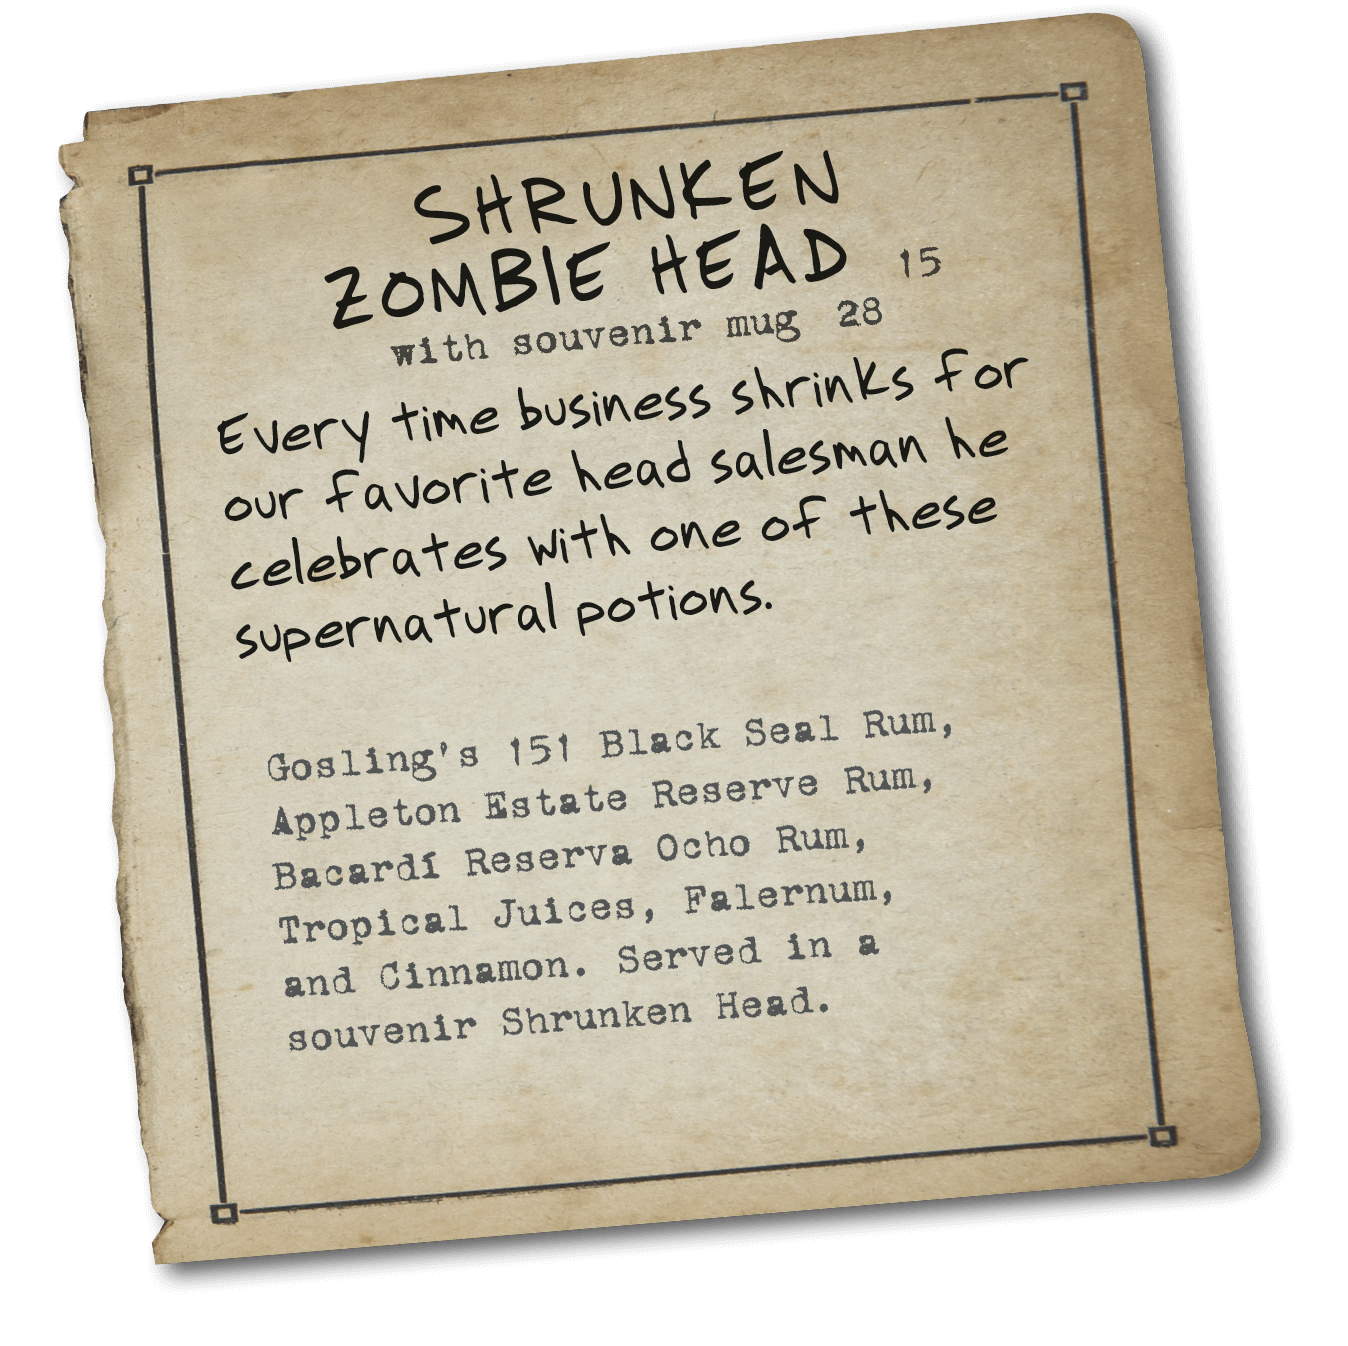 SHRUNKEN
ZOMBIE HEAD 15
with souvenir mug 28
Every time business shrinks for
our favorite head salesman he
celebrates with one of these
supernatural potions.
Gosling's 151 Black Seal Rum,
Appleton Estate Reserve Rum,
Bacardí Reserva Ocho Rum,
Tropical Juices, Falernum,
and Cinnamon. Served in a
souvenir Shrunken Head.